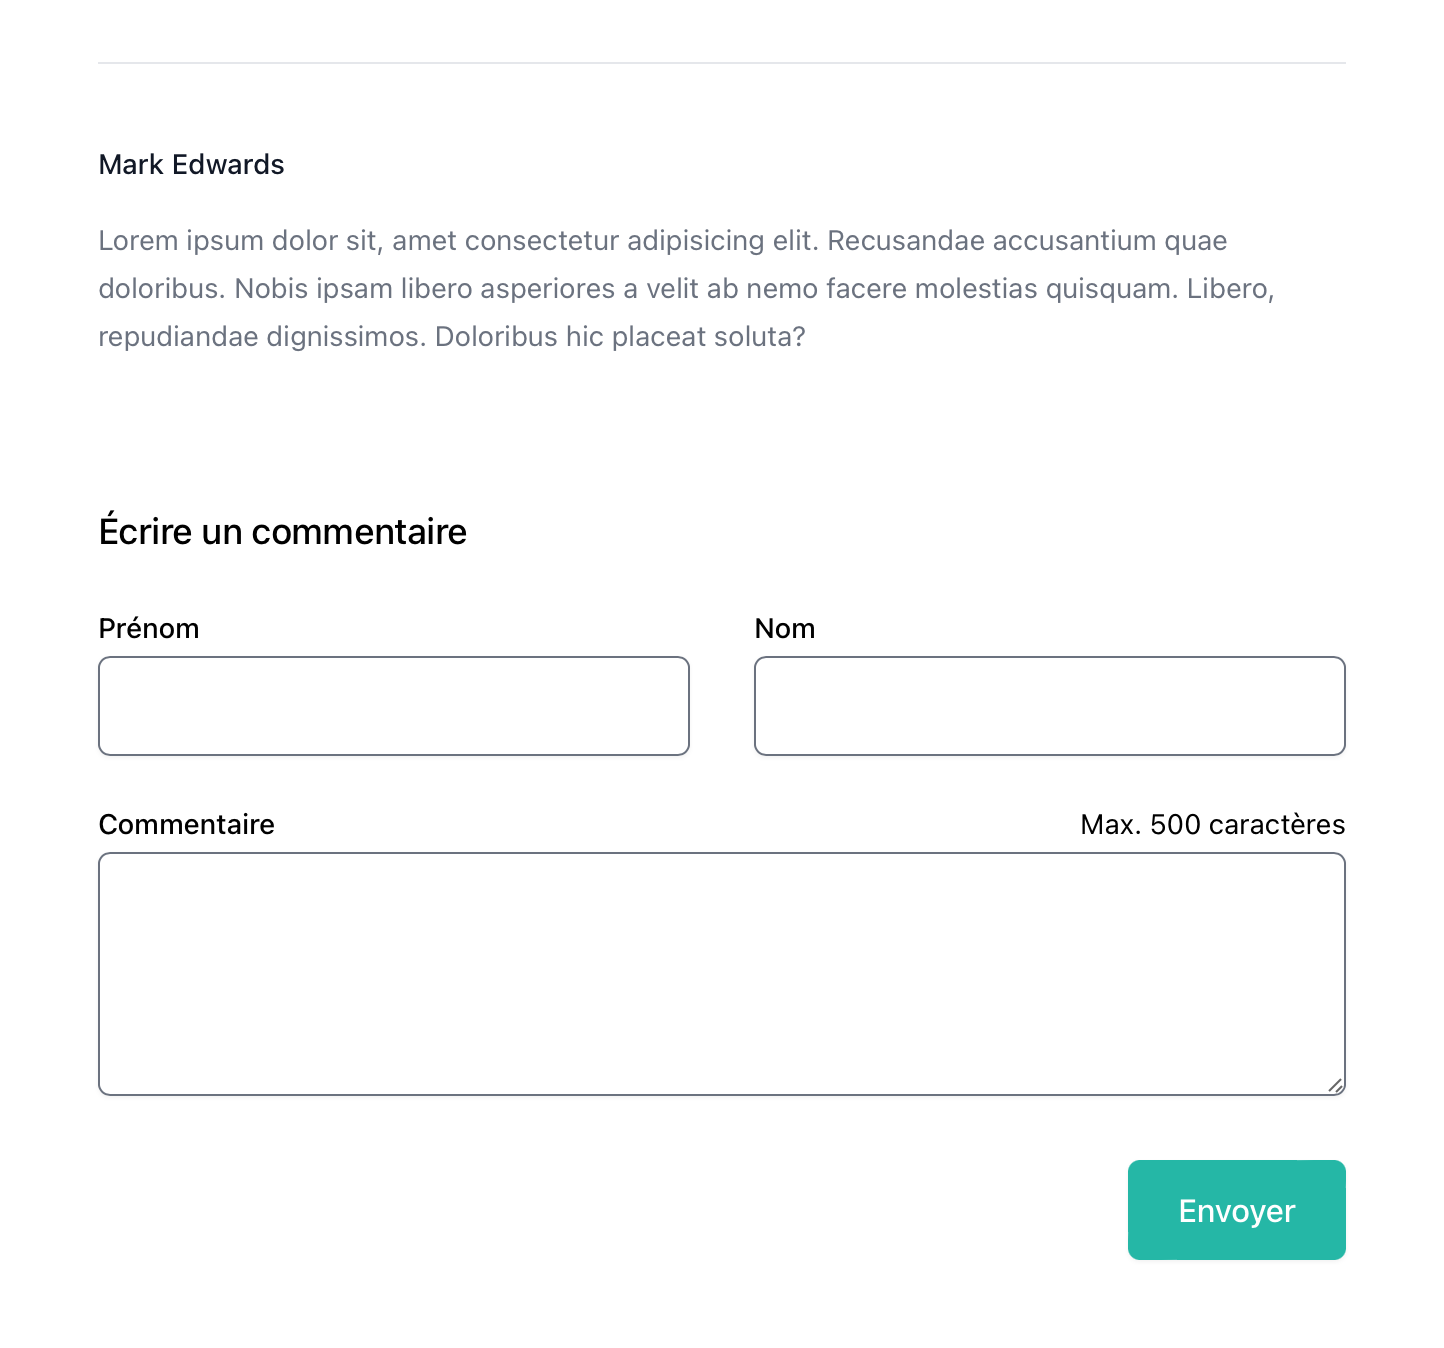 Mark Edwards
Lorem ipsum dolor sit, amet consectetur adipisicing elit. Recusandae accusantium quae
doloribus. Nobis ipsam libero asperiores a velit ab nemo facere molestias quisquam. Libero,
repudiandae dignissimos. Doloribus hic placeat soluta?
Écrire un commentaire
Prénom
Nom
Commentaire
Max. 500 caractères
Envoyer